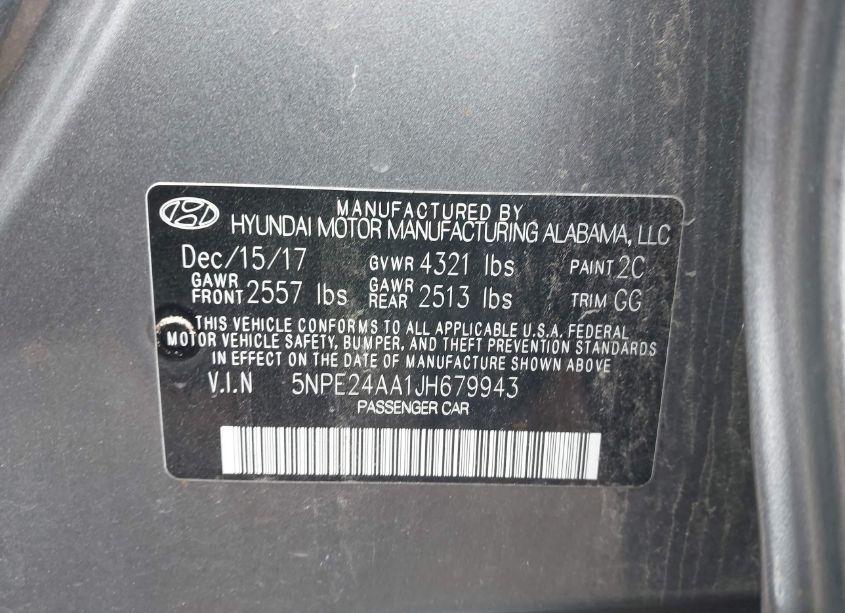 MANUFACTURED BY
HYUNDAI MOTOR MANUFACTURING ALABAMA, LLC
Dec/15/17 GVWR 4321 lbs PAINT 2C
GAWR FRONT 2557 lbs GAWR REAR 2513 lbs TRIM GG
THIS VEHICLE CONFORMS TO ALL APPLICABLE U.S.A. FEDERAL
MOTOR VEHICLE SAFETY, BUMPER, AND THEFT PREVENTION STANDARDS
IN EFFECT ON THE DATE OF MANUFACTURE SHOWN ABOVE
V.I.N 5NPE24AA1JH679943
PASSENGER CAR